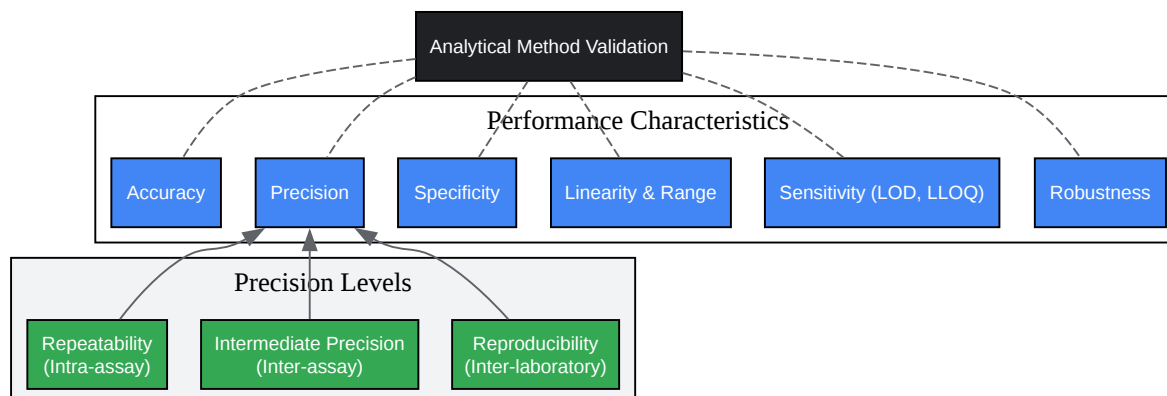 Analytical Method Validation
Performance Characteristics
Accuracy
Precision
Specificity
Linearity & Range
Sensitivity (LOD, LLOQ)
Robustness
Precision Levels
Repeatability
(Intra-assay)
Intermediate Precision
(Inter-assay)
Reproducibility
(Inter-laboratory)